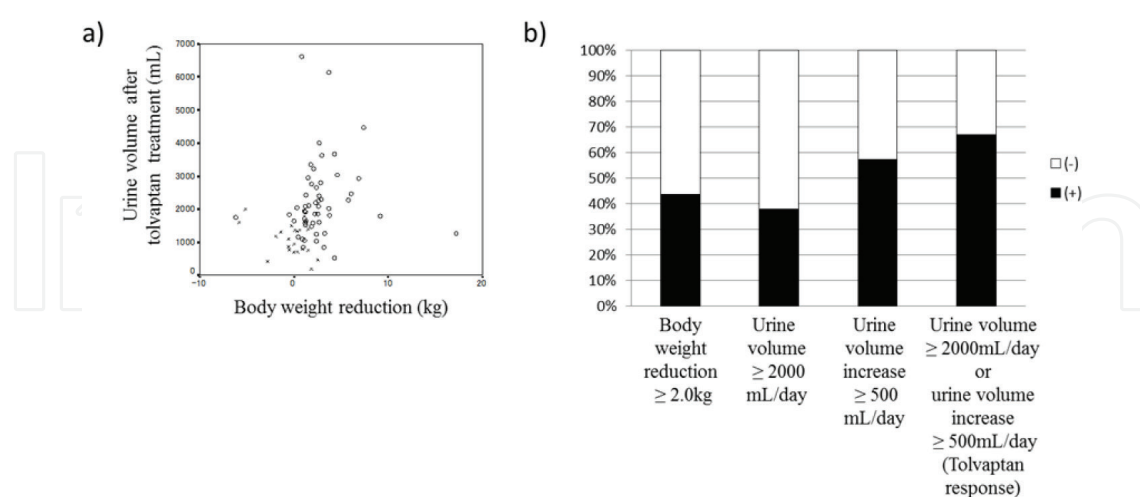 a)
Urine volume after
tolvaptan treatment (mL)
7000
6000
5000
4000
3000
2000
1000
0
-10
0
10
20
Body weight reduction (kg)
b)
100%
90%
80%
70%
60%
50%
40%
30%
20%
10%
0%
(-)
(+)
Body
weight
reduction
≥ 2.0kg
Urine
volume
≥ 2000
mL/day
Urine
volume
increase
≥ 500
mL/day
Urine volume
≥ 2000mL/day
or
urine volume
increase
≥ 500mL/day
(Tolvaptan
response)